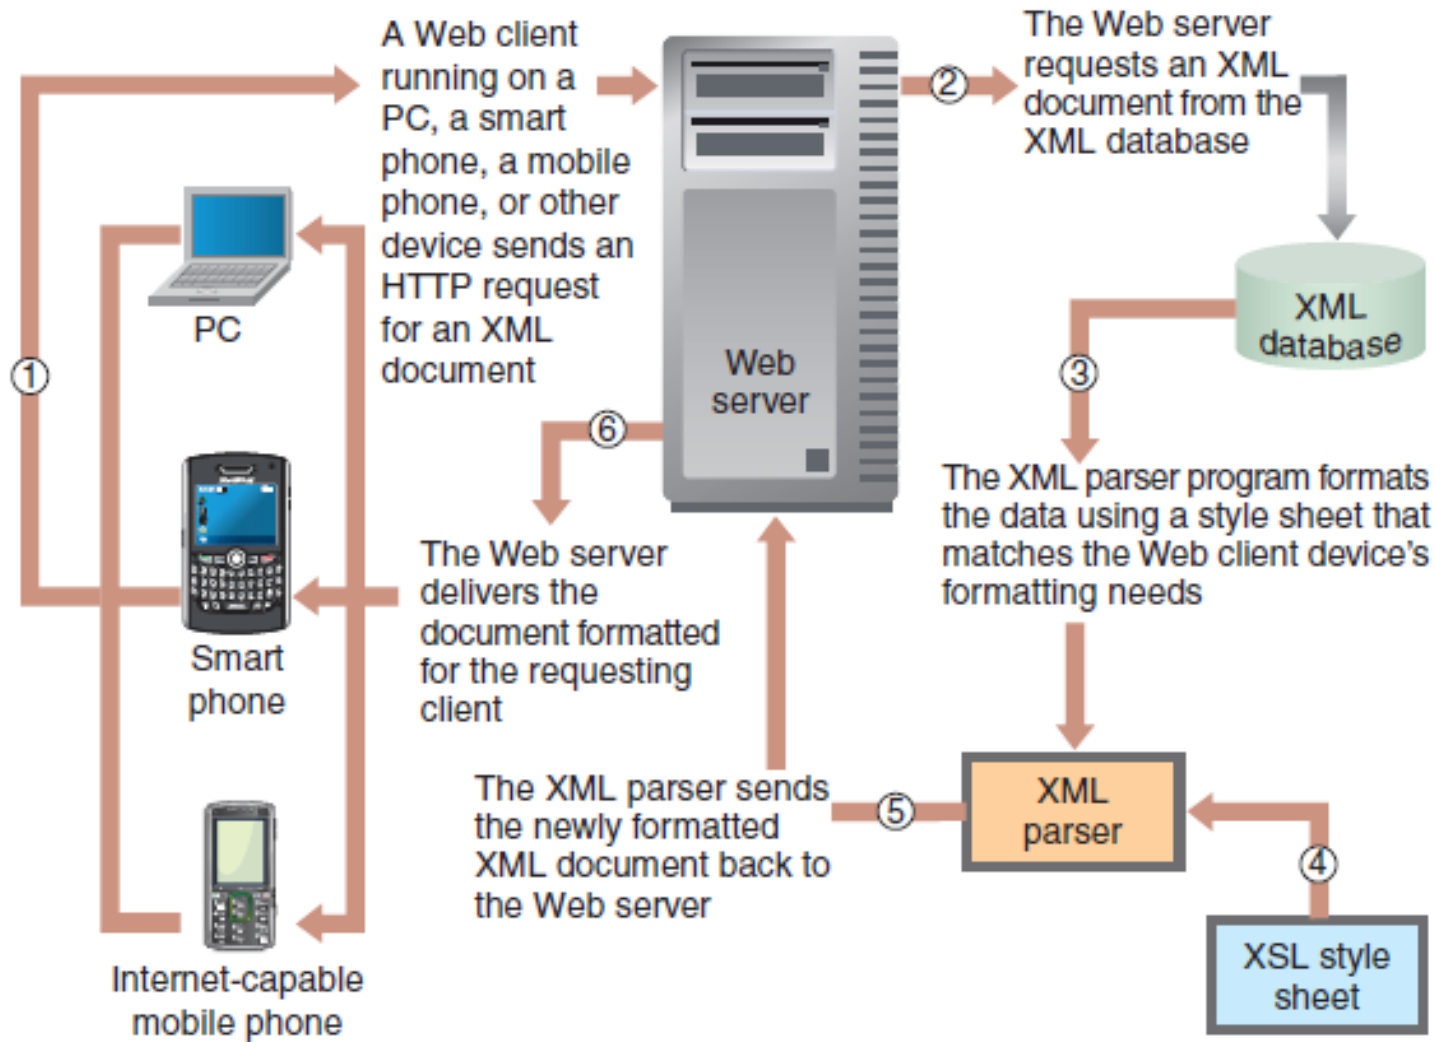 A Web client
running on a
PC, a smart
phone, a mobile
phone, or other
device sends an
HTTP request
for an XML
document
②
The Web server
requests an XML
document from the
XML database
PC
①
Web
server
XML
database
③
⑥
The XML parser program formats
the data using a style sheet that
matches the Web client device's
formatting needs
The Web server
delivers the
document formatted
for the requesting
client
Smart
phone
The XML parser sends
the newly formatted
XML document back to
the Web server
⑤
XML
parser
④
XSL style
sheet
Internet-capable
mobile phone